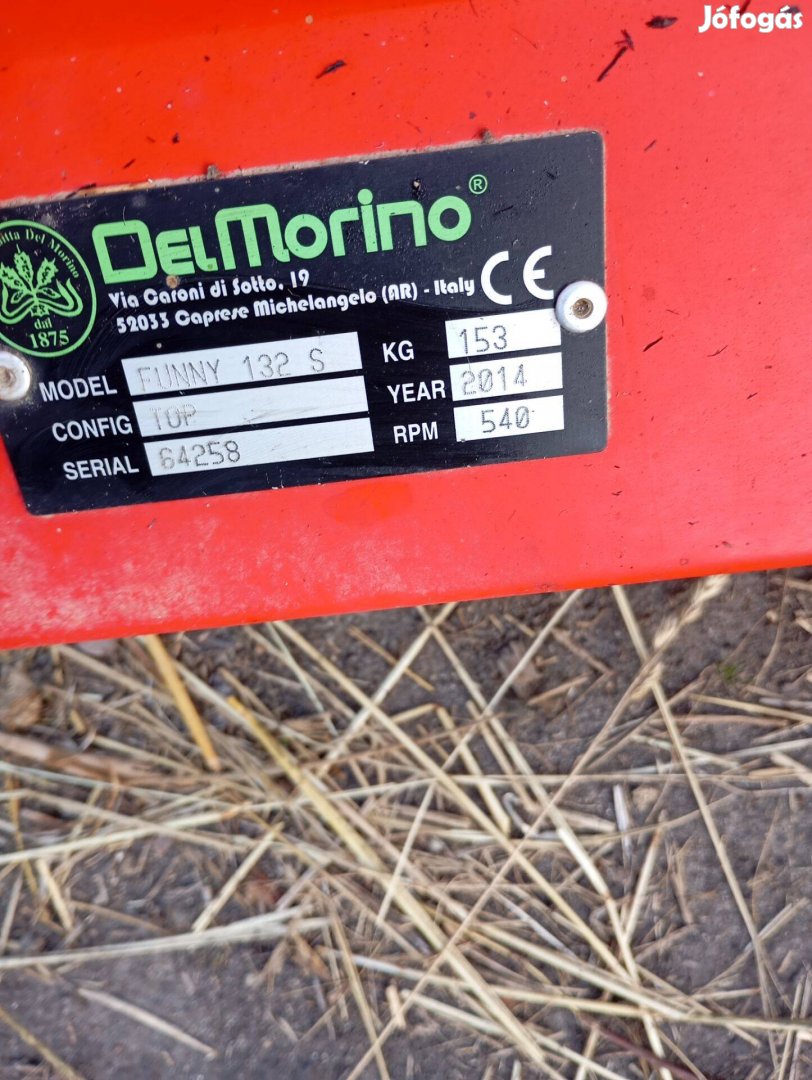 Jófogás
DelMorino®
Via Caroni di Sotto, 19
52033 Caprese Michelangelo (AR) - Italy
CE
Ditta Del Morino
dal
1875
MODEL FUNNY 132 S
CONFIG TOP
SERIAL 64258
KG 153
YEAR 2014
RPM 540